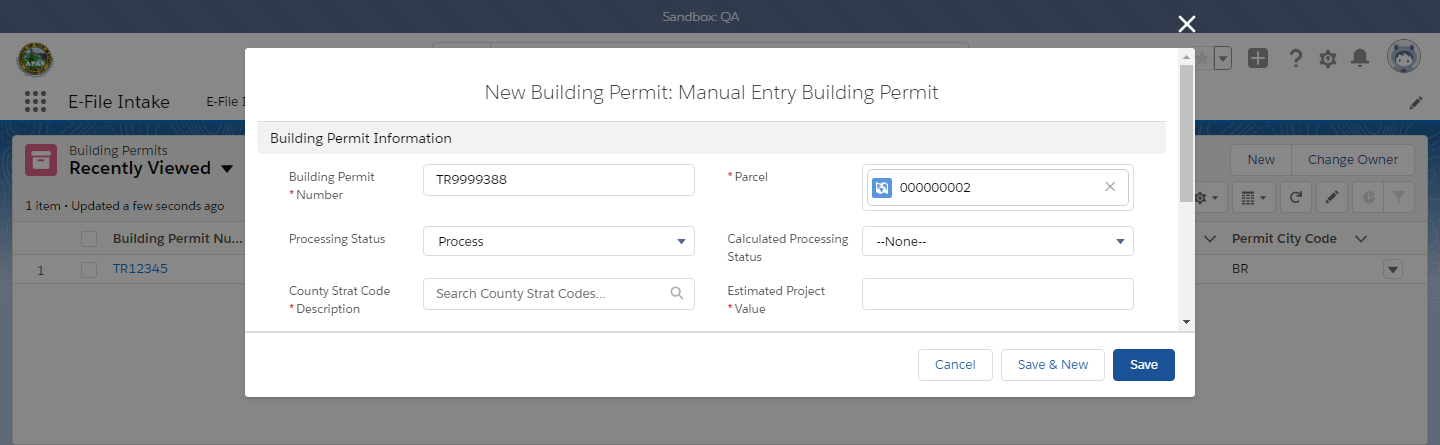 Sandbox: QA
E-File Intake
E-File I
New Building Permit: Manual Entry Building Permit
Building Permit Information
Building Permit
*Number
TR9999388
*Parcel
000000002
Processing Status
Process
Calculated Processing
Status
--None--
County Strat Code
*Description
Search County Strat Codes...
Estimated Project
*Value
Cancel
Save & New
Save
Building Permits
Recently Viewed
New
Change Owner
1 item • Updated a few seconds ago
Building Permit Nu...
Permit City Code
1
TR12345
BR